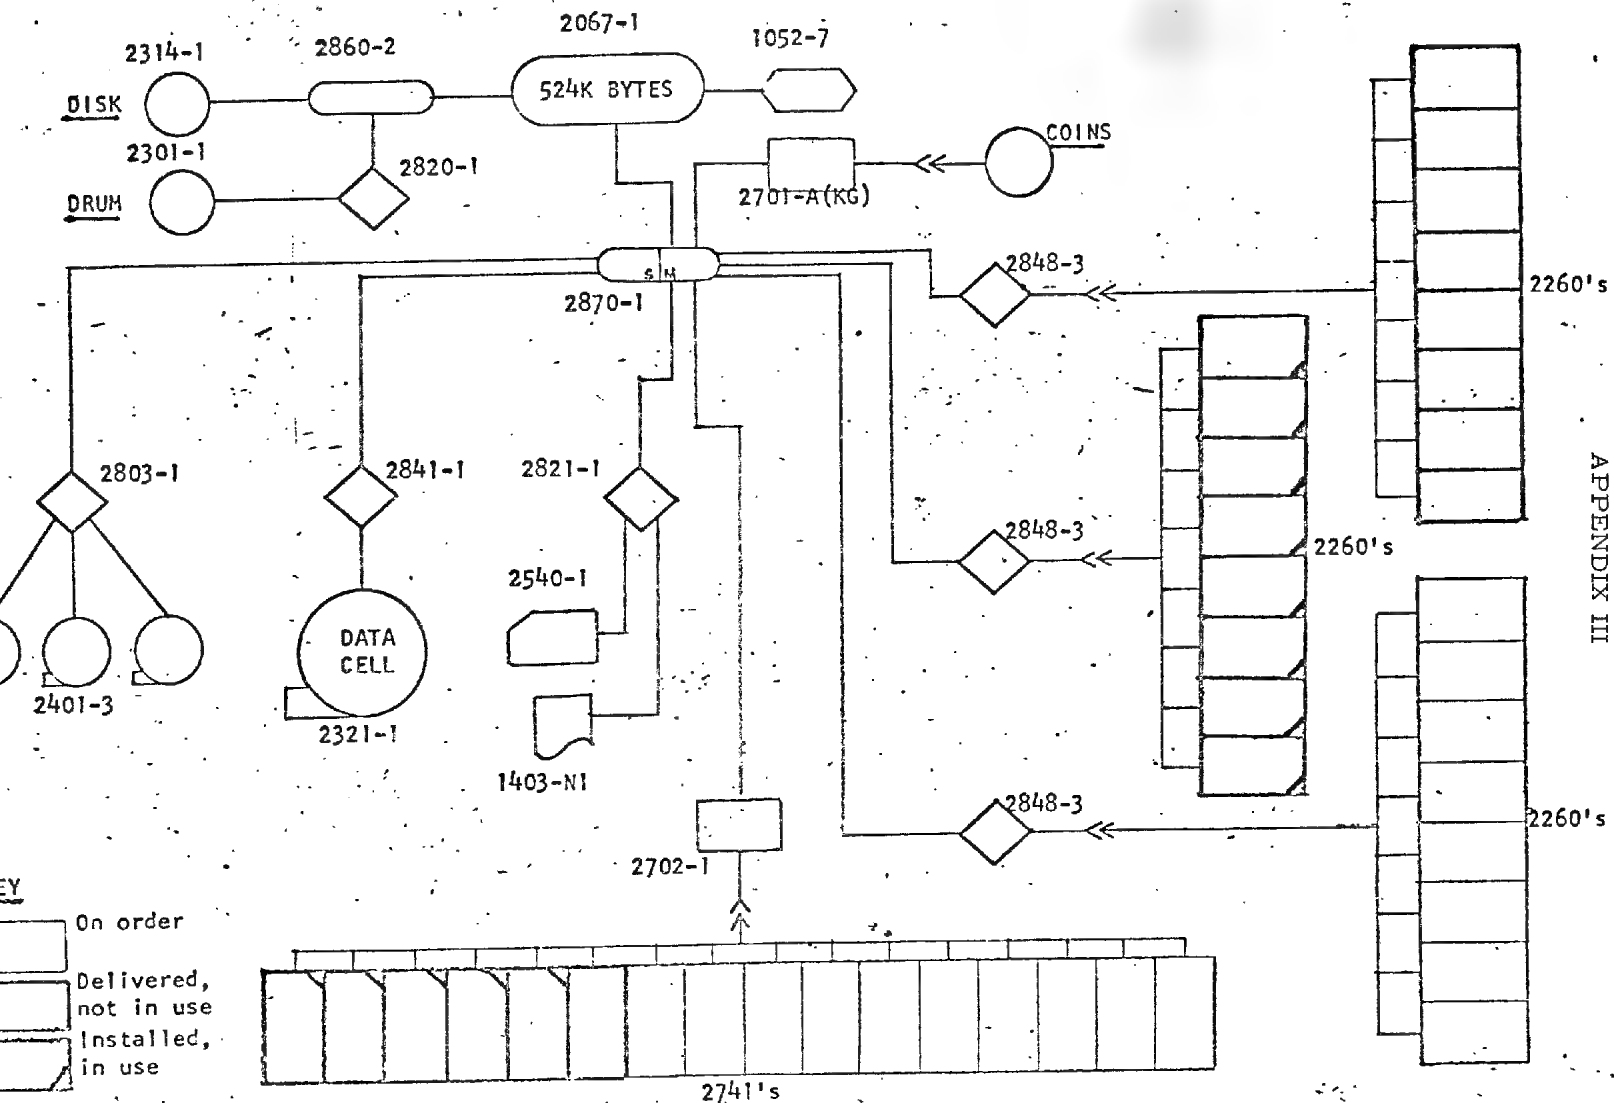 2067-1
1052-7
2314-1
2860-2
524K BYTES
DISK
COINS
2301-1
2820-1
2701-A(KG)
DRUM
2848-3
S M
2260's
2870-1
2803-1
2841-1
2821-1
2848-3
2260's
APPENDIX III
2540-1
DATA
CELL
2401-3
2321-1
1403-N1
2848-3
2260's
2702-1
EY
On order
Delivered,
not in use
Installed,
in use
2741's